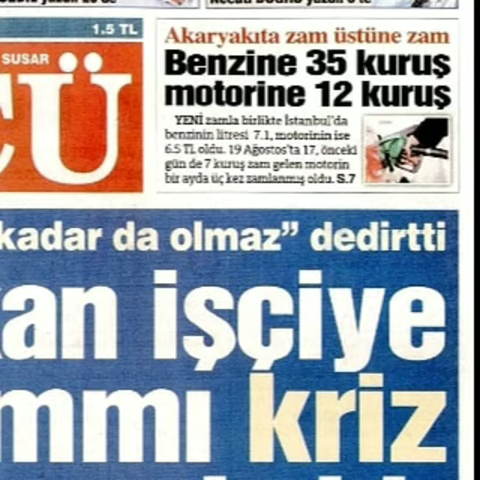 1.5 TL
SUSAR
CÜ
Akaryakıta zam üstüne zam
Benzine 35 kuruş
motorine 12 kuruş
YENİ zamla birlikte İstanbul'da
benzinin litresi 7.1, motorinin ise
6.5 TL oldu. 19 Ağustos'ta 17, önceki
gün de 7 kuruş zam gelen motorin
bir ayda üç kez zamlanmış oldu. S.7
kadar da olmaz” dedirtti
kan işçiye
mmı kriz